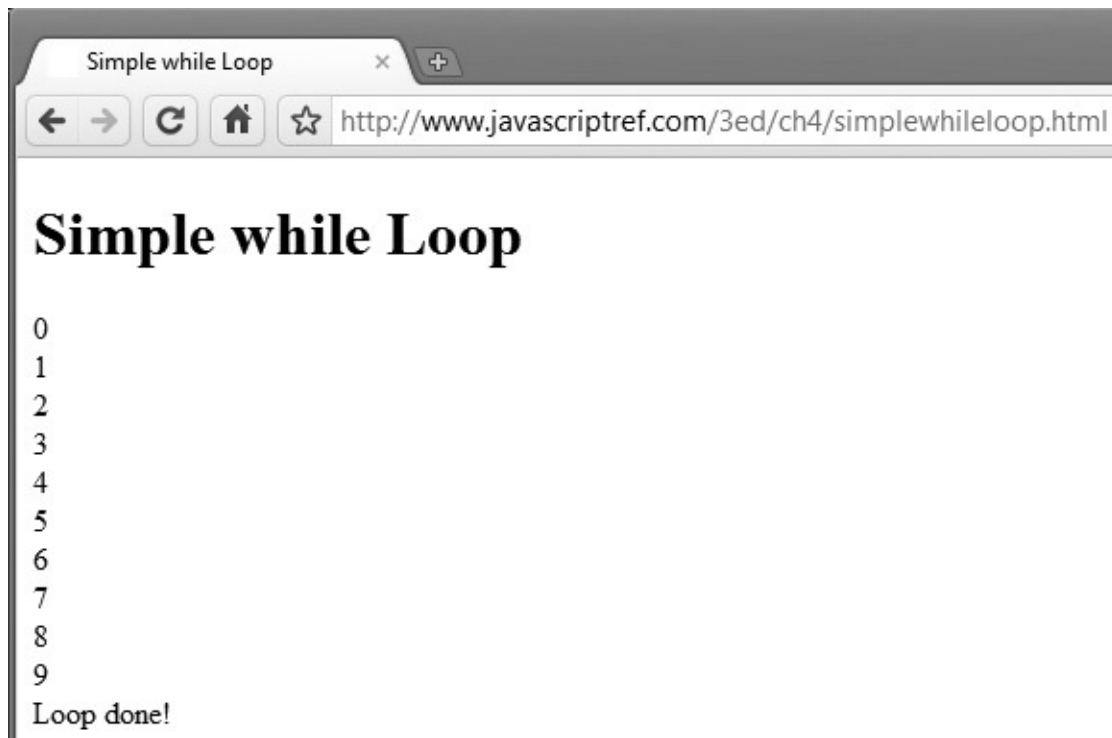 Simple while Loop
http://www.javascriptref.com/3ed/ch4/simplewhileloop.html
Simple while Loop
0
1
2
3
4
5
6
7
8
9
Loop done!